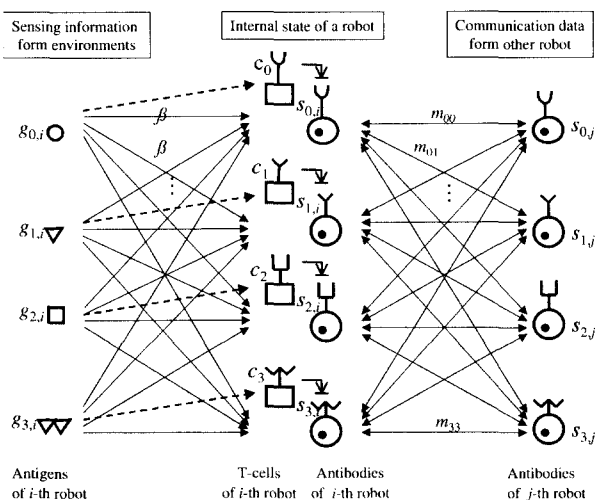 Sensing information
form environments
Internal state of a robot
Communication data
form other robot
c0
s0,i
g0,i
β
β
m00
m01
s0,j
c1
s1,i
g1,i
s1,j
c2
s2,i
g2,i
s2,j
c3
s3,i
g3,i
m33
s3,j
Antigens
of i-th robot
T-cells
of i-th robot
Antibodies
of i-th robot
Antibodies
of j-th robot